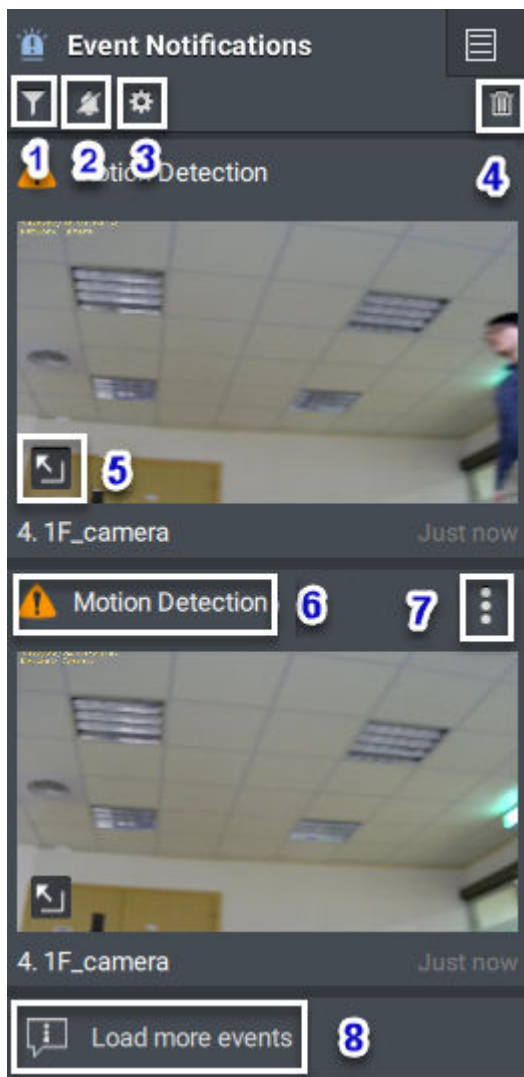 Event Notifications
1 2 3 4
Motion Detection
5
4. 1F_camera Just now
Motion Detection 6 7
4. 1F_camera Just now
Load more events 8